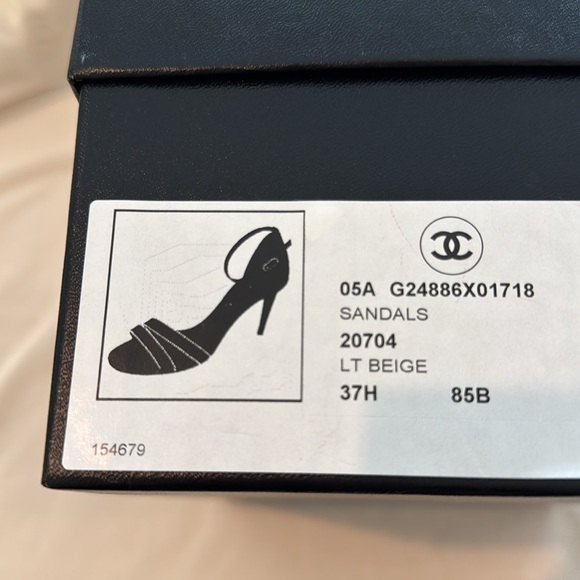 05A G24886X01718
SANDALS
20704
LT BEIGE
37H 85B
154679